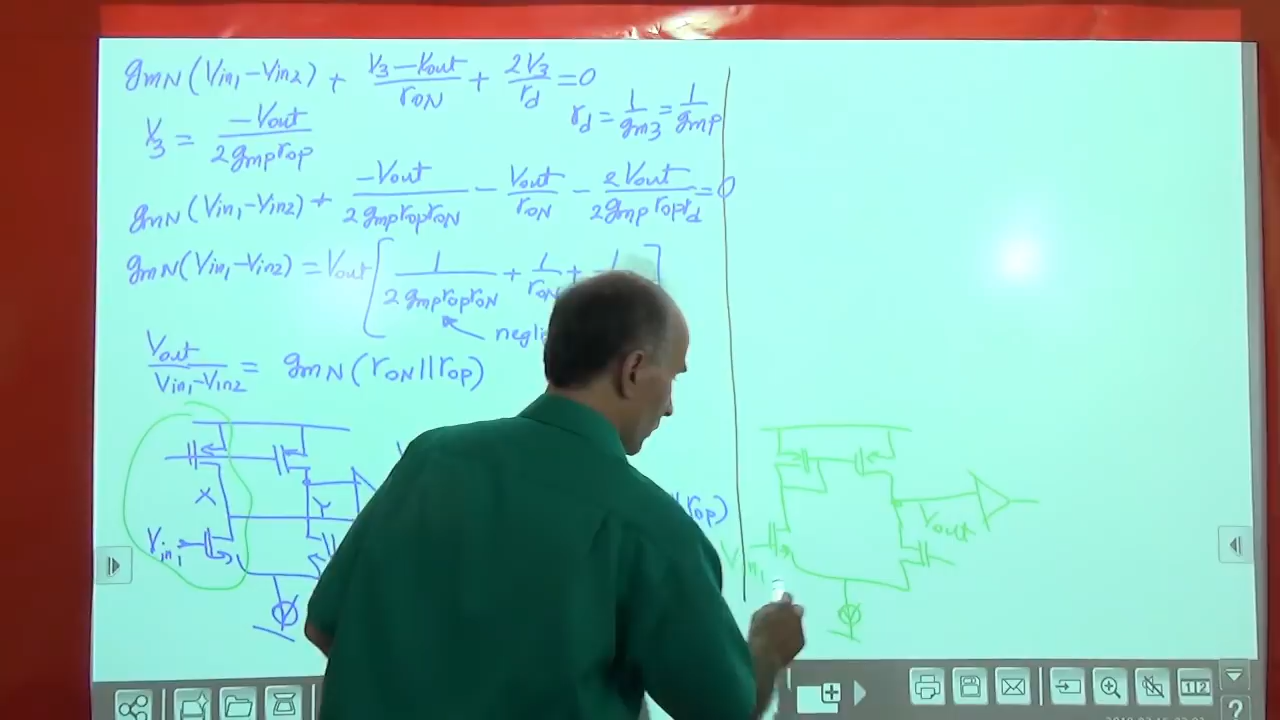 gmN(Vin1 − Vin2) + (V3 − Vout)/roN + 2V3/rd = 0
rd = 1/gm3 = 1/gmp
V3 = −Vout/(2gmp rop)
gmN(Vin1 − Vin2) + −Vout/(2gmp rop roN) − Vout/roN − 2Vout/(2gmp rop rd) = 0
gmN(Vin1 − Vin2) = Vout[1/(2gmp rop roN) + 1/roN + 1 ]
Vout/(Vin1 − Vin2) = gmN(roN || rop)
X
Y
rop)
Vout
Vin1
Vin1